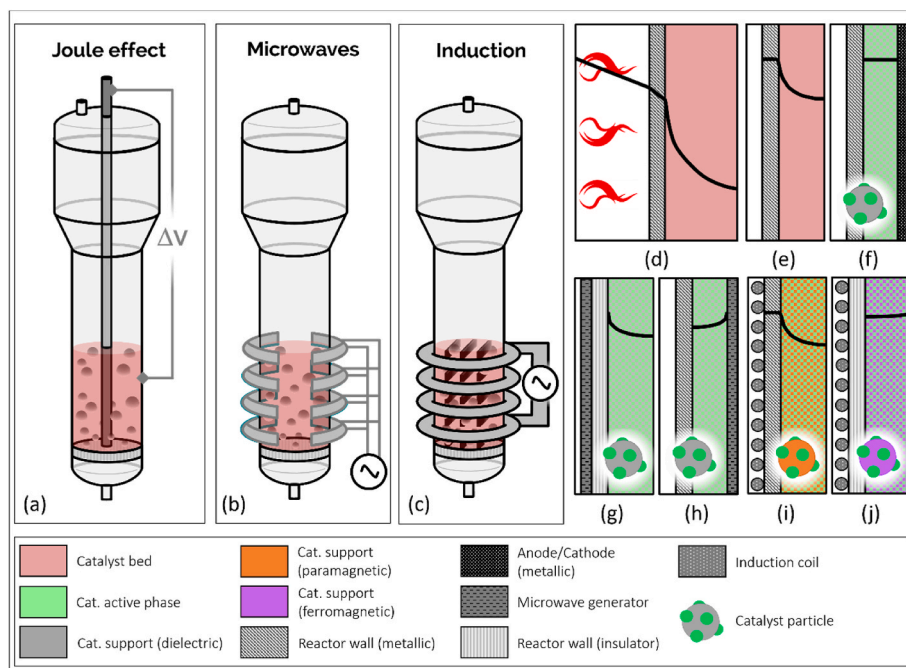 Joule effect
Microwaves
Induction
ΔV
(a)
(b)
(c)
(d)
(e)
(f)
(g)
(h)
(i)
(j)
Catalyst bed
Cat. active phase
Cat. support (dielectric)
Cat. support
(paramagnetic)
Cat. support
(ferromagnetic)
Reactor wall (metallic)
Anode/Cathode
(metallic)
Microwave generator
Reactor wall (insulator)
Induction coil
Catalyst particle